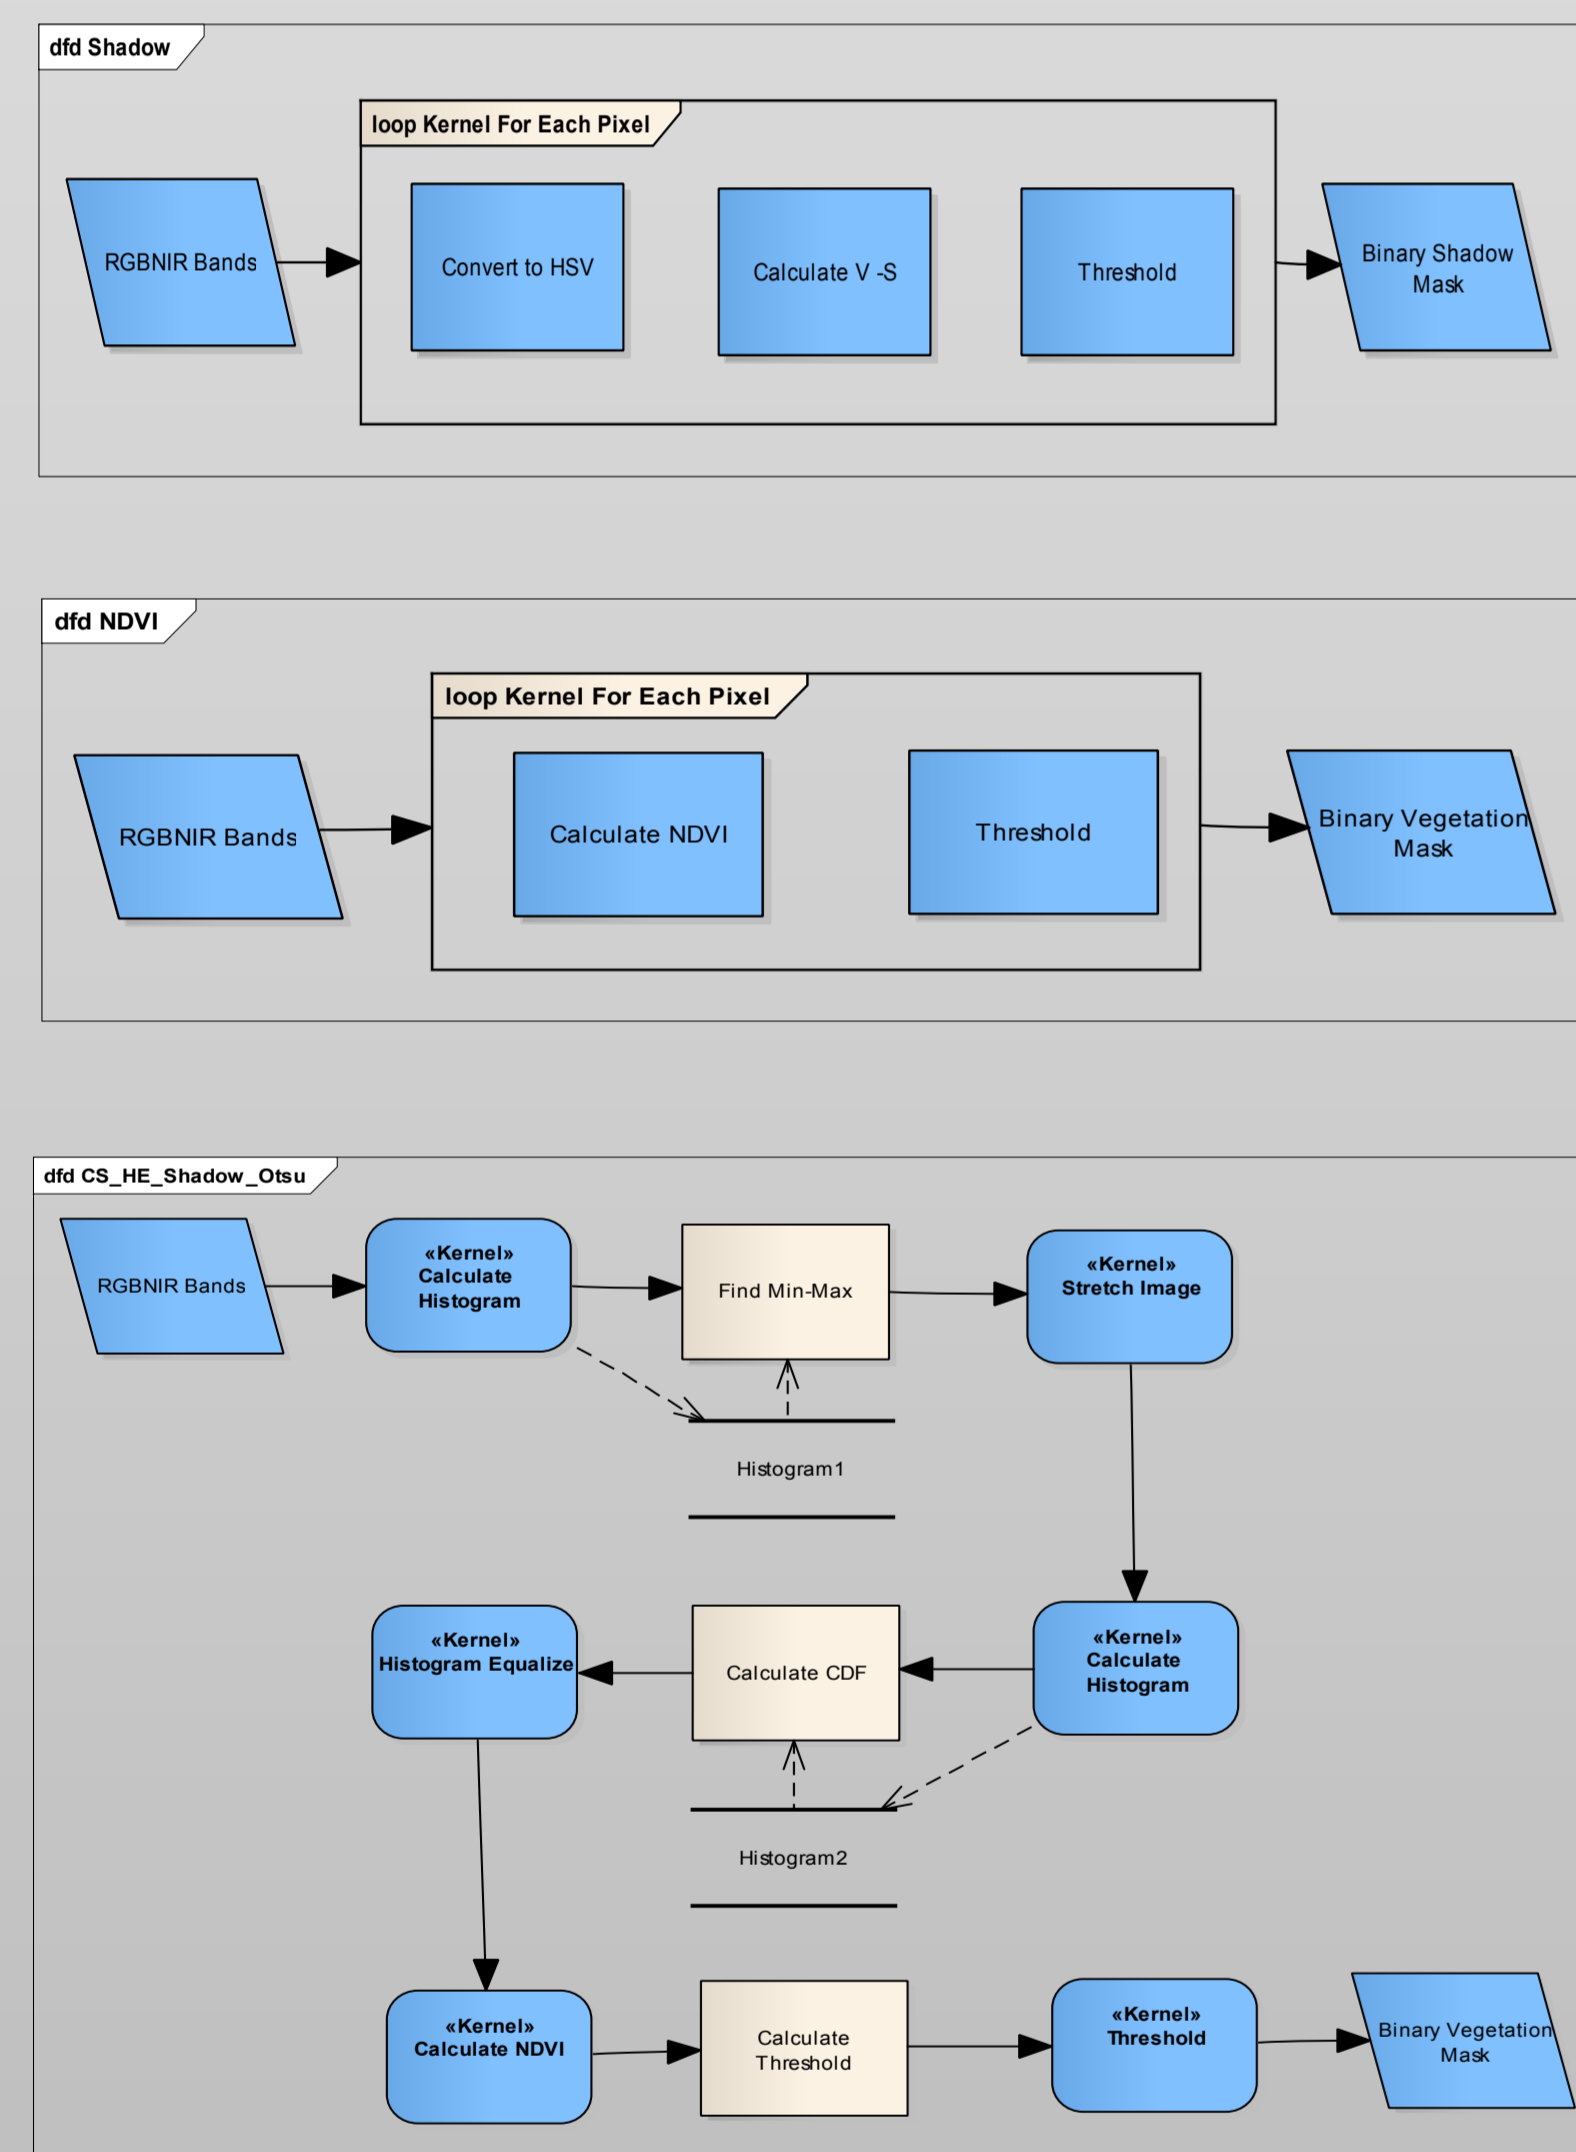 dfd Shadow
loop Kernel For Each Pixel
RGBNIR Bands
Convert to HSV
Calculate V -S
Threshold
Binary Shadow
Mask
dfd NDVI
loop Kernel For Each Pixel
RGBNIR Bands
Calculate NDVI
Threshold
Binary Vegetation
Mask
dfd CS_HE_Shadow_Otsu
RGBNIR Bands
«Kernel»
Calculate
Histogram
Find Min-Max
«Kernel»
Stretch Image
Histogram1
«Kernel»
Histogram Equalize
Calculate CDF
«Kernel»
Calculate
Histogram
Histogram2
«Kernel»
Calculate NDVI
Calculate
Threshold
«Kernel»
Threshold
Binary Vegetation
Mask